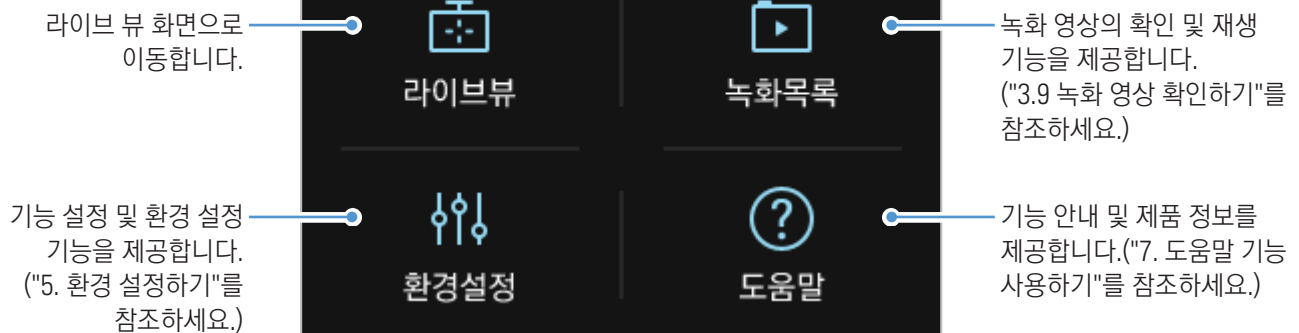 라이브 뷰 화면으로
이동합니다.
라이브뷰
녹화목록
녹화 영상의 확인 및 재생
기능을 제공합니다.
("3.9 녹화 영상 확인하기"를
참조하세요.)
기능 설정 및 환경 설정
기능을 제공합니다.
("5. 환경 설정하기"를
참조하세요.)
환경설정
도움말
기능 안내 및 제품 정보를
제공합니다.("7. 도움말 기능
사용하기"를 참조하세요.)